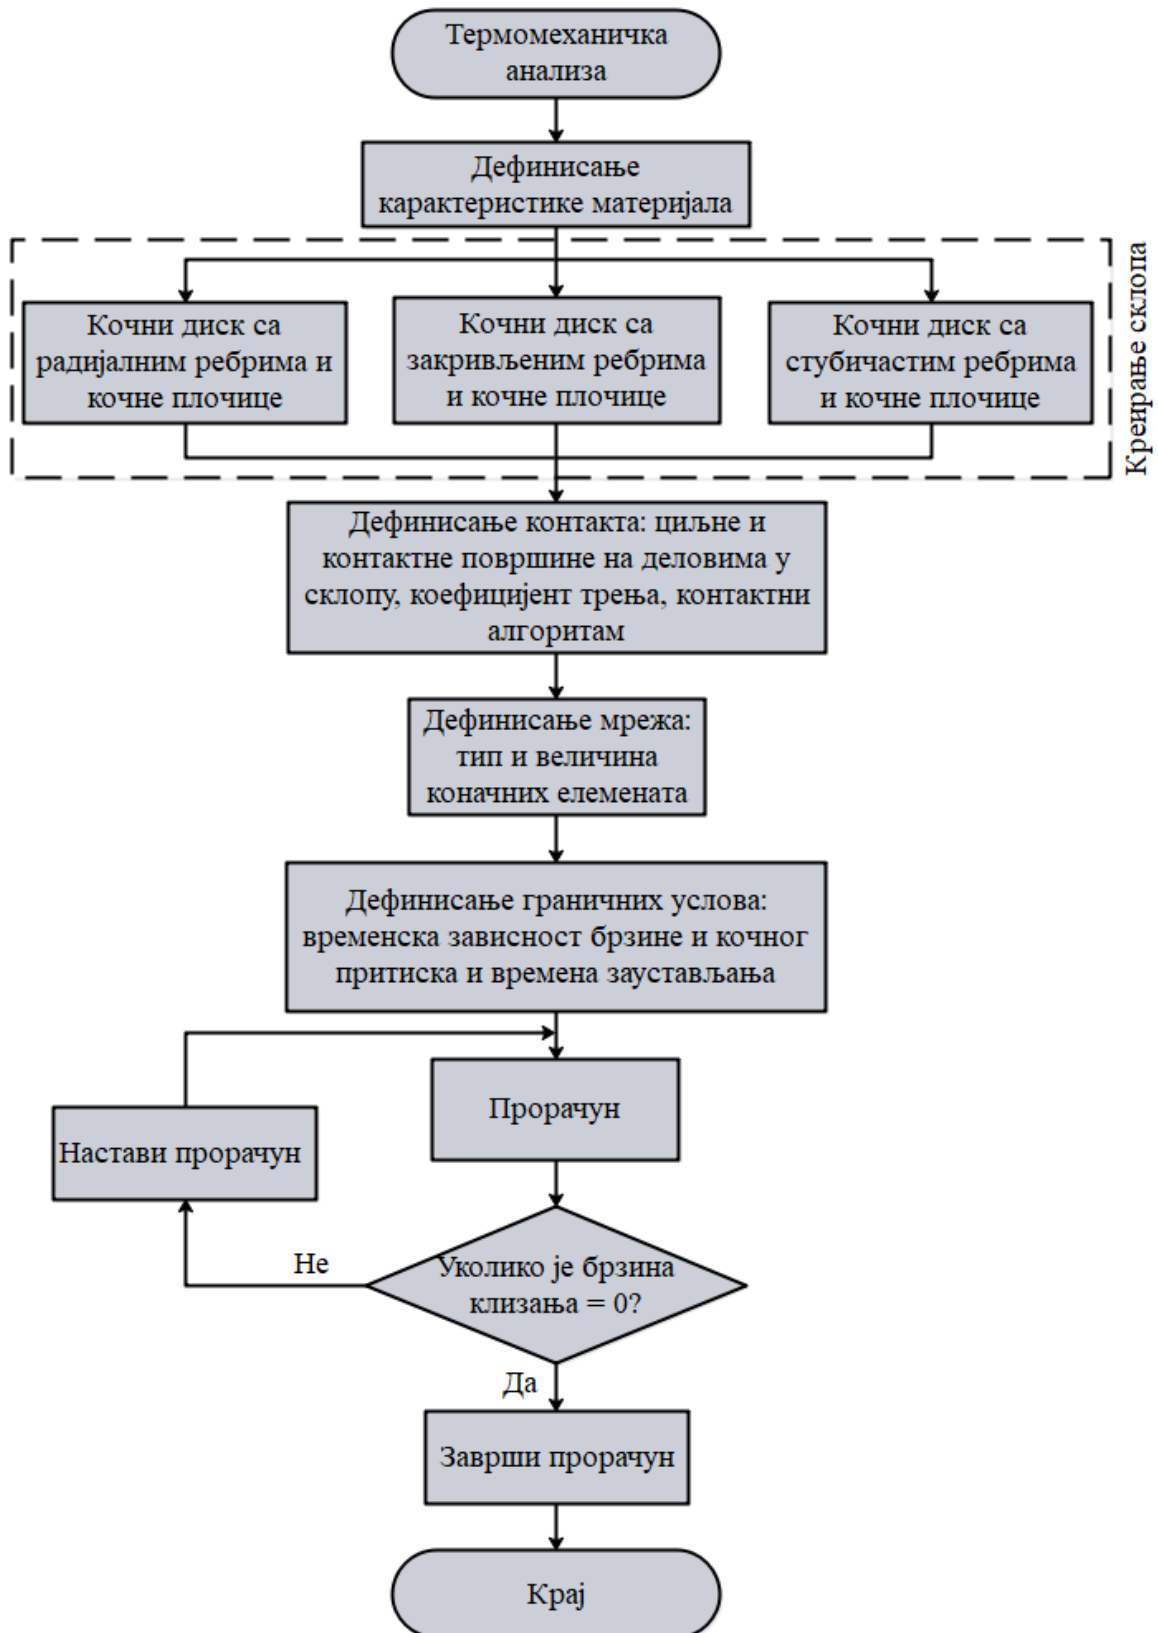 Термомеханичка
анализа
Дефинисање
карактеристике материјала
Кочни диск са
радијалним ребрима и
кочне плочице
Кочни диск са
закривљеним ребрима
и кочне плочице
Кочни диск са
стубичастим ребрима
и кочне плочице
Креирање склопа
Дефинисање контакта: циљне и
контактне површине на деловима у
склопу, коефицијент трења, контактни
алгоритам
Дефинисање мрежа:
тип и величина
коначних елемената
Дефинисање граничних услова:
временска зависност брзине и кочног
притиска и времена заустављања
Прорачун
Настави прорачун
Не
Уколико је брзина
клизања = 0?
Да
Заврши прорачун
Крај